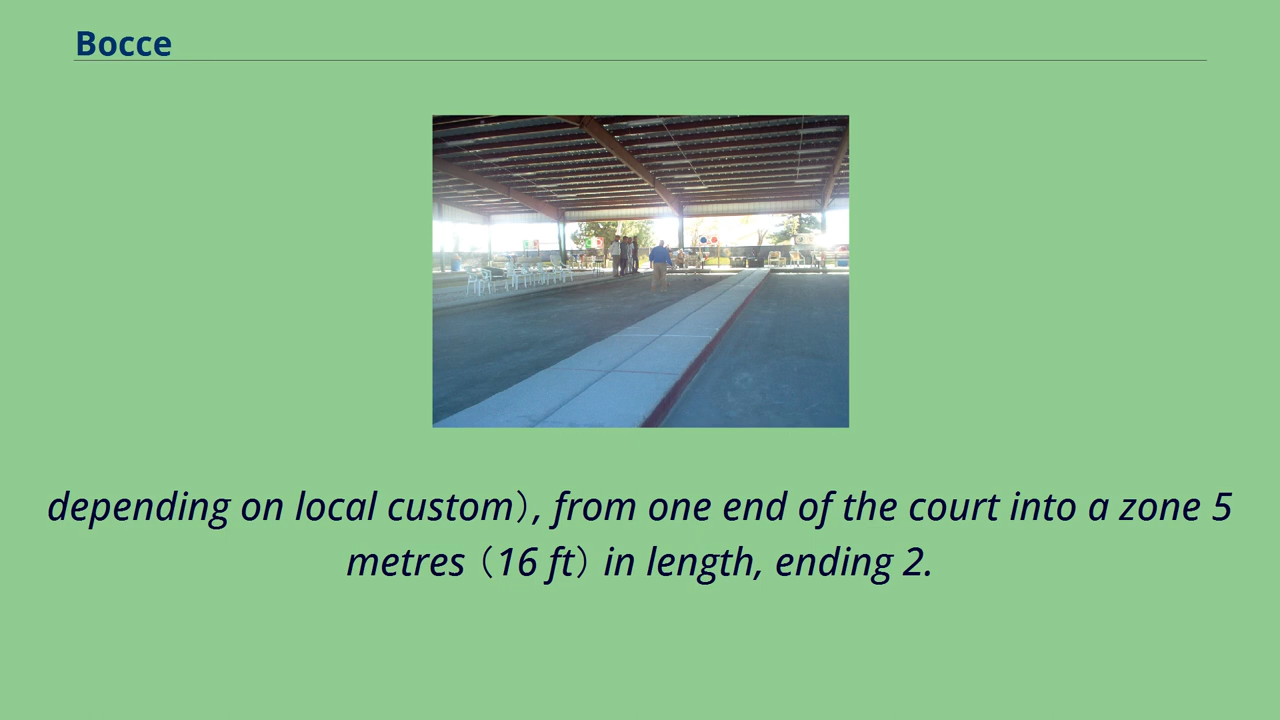 Bocce
depending on local custom), from one end of the court into a zone 5
metres (16 ft) in length, ending 2.